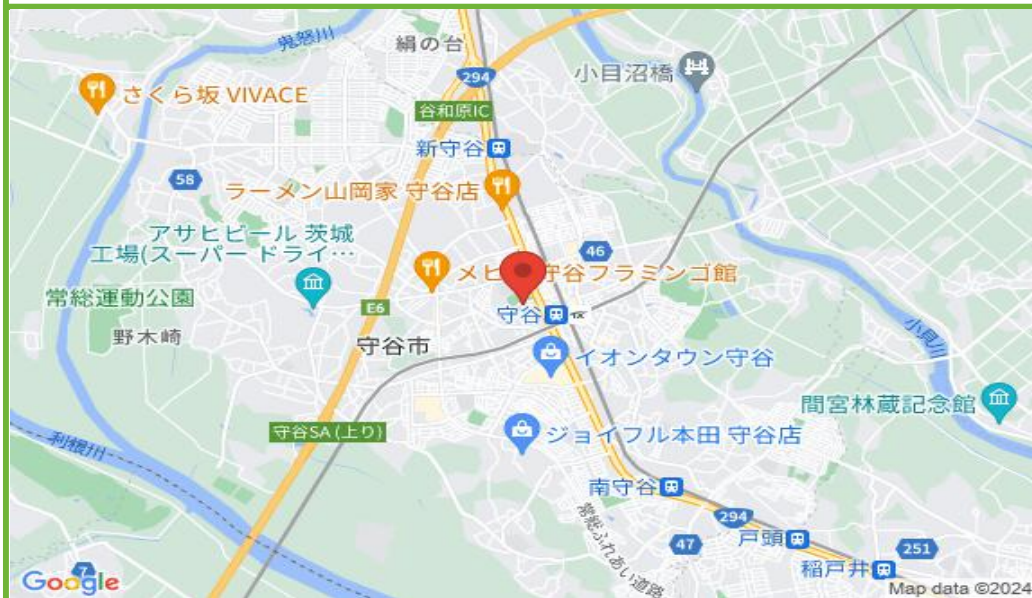 鬼怒川
絹の台
294
小目沼橋
さくら坂 VIVACE
谷和原IC
新守谷
58
ラーメン山岡家 守谷店
アサヒビール 茨城
工場(スーパードライ…
46
メヒ
守谷フラミンゴ館
常総運動公園
E6
守谷
野木崎
守谷市
小貝川
イオンタウン守谷
間宮林蔵記念館
守谷SA(上り)
ジョイフル本田 守谷店
利根川
南守谷
常総ふれあい道路
294
47
戸頭
251
稲戸井
7
Google
Map data ©2024